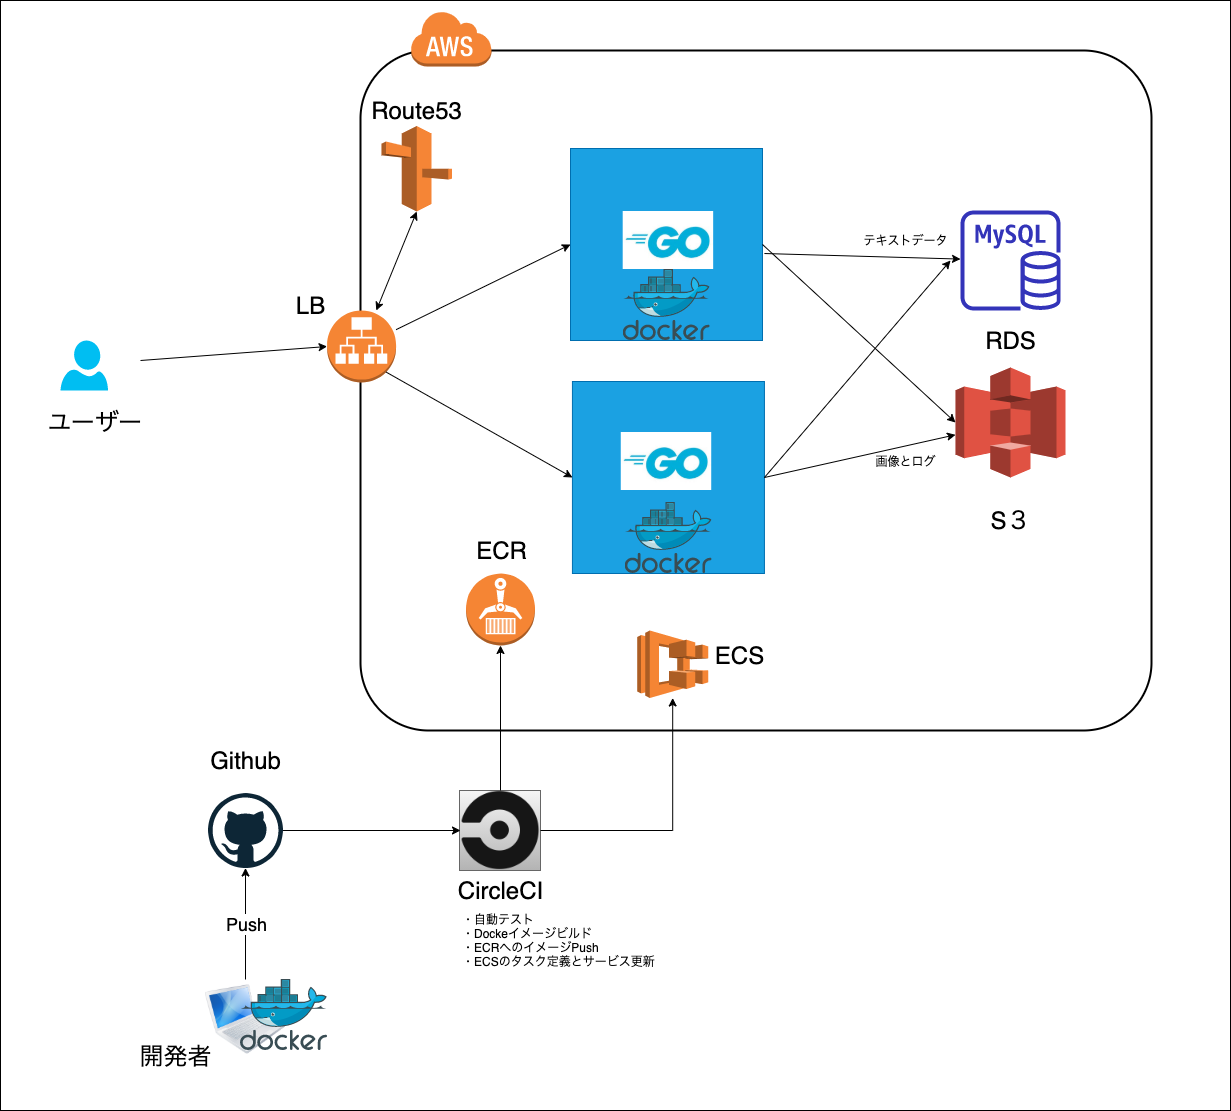 AWS
Route53
LB
ユーザー
GO
docker
テキストデータ
MySQL
RDS
GO
docker
画像とログ
S３
ECR
ECS
Github
CircleCI
・自動テスト
・Dockeイメージビルド
・ECRへのイメージPush
・ECSのタスク定義とサービス更新
Push
docker
開発者